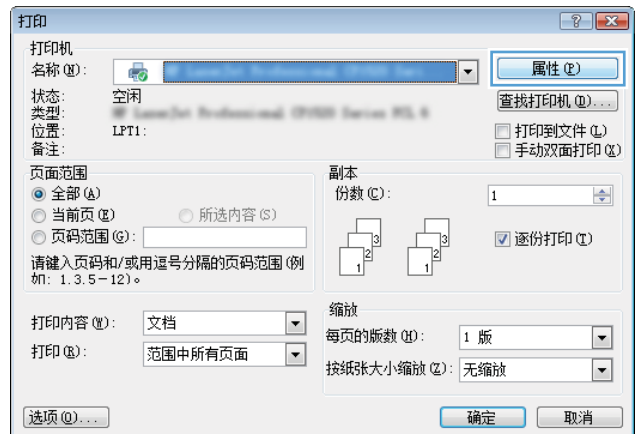 打印
打印机
名称(N):
属性(P)
状态: 空闲
查找打印机(D)...
类型:
位置: LPT1:
打印到文件(L)
备注:
手动双面打印(X)
页面范围
全部(A)
当前页(E) 所选内容(S)
页码范围(G):
请键入页码和/或用逗号分隔的页码范围(例
如: 1.3.5-12)。
副本
份数(C): 1
逐份打印(T)
3
2
1
3
2
1
打印内容(W): 文档
打印(R): 范围中所有页面
缩放
每页的版数(H): 1 版
按纸张大小缩放(Z): 无缩放
选项(O)...
确定 取消